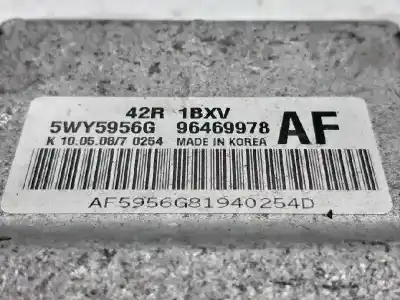 42R 1BXV
5WY5956G 96469978 AF
K 10.05.08/7 0254 MADE IN KOREA
AF5956G81940254D